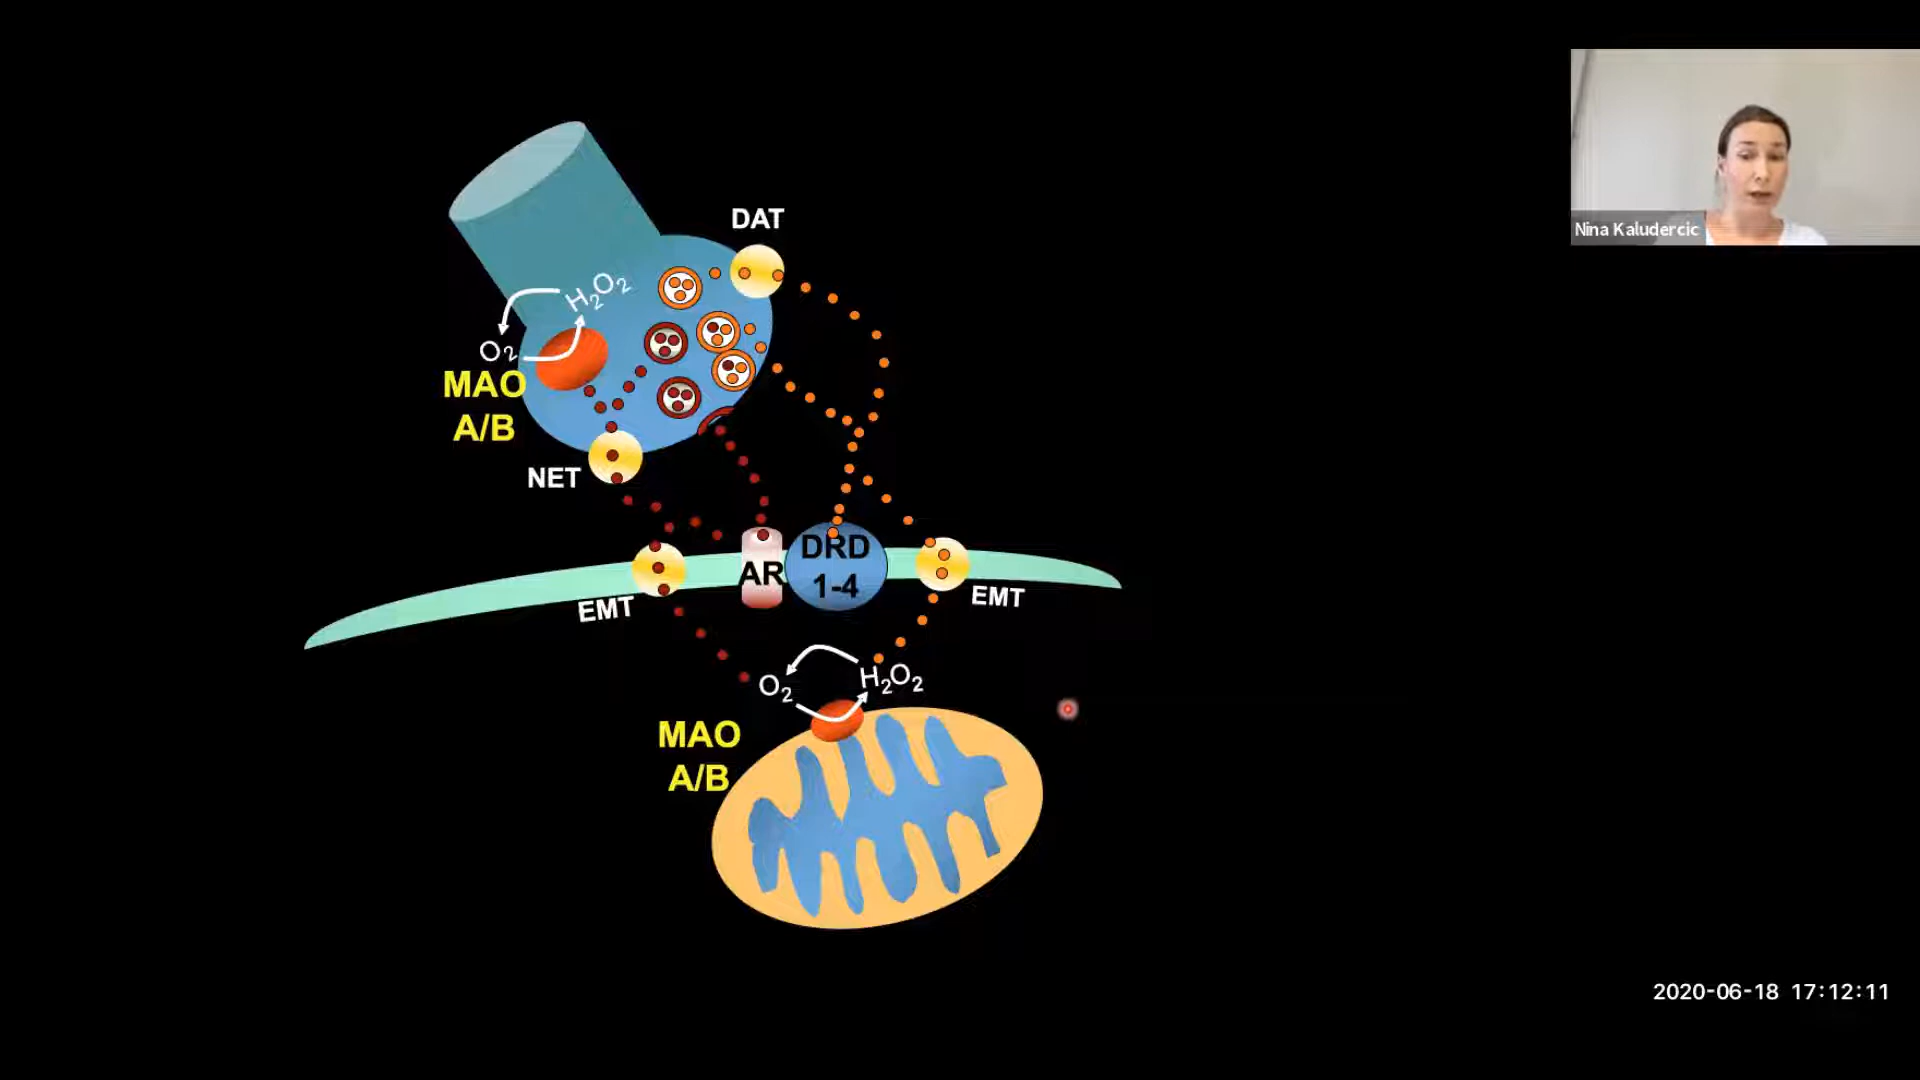 DAT
Nina Kaludercic
H₂O₂
O₂
MAO
A/B
NET
DRD
1-4
AR
EMT
EMT
O₂
H₂O₂
MAO
A/B
2020-06-18 17:12:11